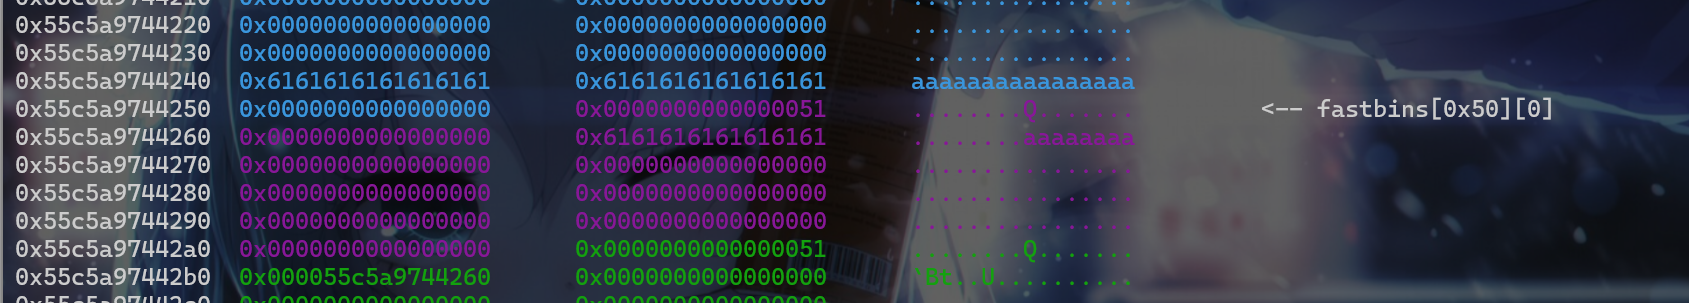 0x55c5a9744220 0x0000000000000000 0x0000000000000000 ................
0x55c5a9744230 0x0000000000000000 0x0000000000000000 ................
0x55c5a9744240 0x6161616161616161 0x6161616161616161 aaaaaaaaaaaaaaaa
0x55c5a9744250 0x0000000000000000 0x0000000000000051 ........Q....... <-- fastbins[0x50][0]
0x55c5a9744260 0x0000000000000000 0x6161616161616161 ........aaaaaaaa
0x55c5a9744270 0x0000000000000000 0x0000000000000000 ................
0x55c5a9744280 0x0000000000000000 0x0000000000000000 ................
0x55c5a9744290 0x0000000000000000 0x0000000000000000 ................
0x55c5a97442a0 0x0000000000000000 0x0000000000000051 ........Q.......
0x55c5a97442b0 0x000055c5a9744260 0x0000000000000000 `Bt..U..........